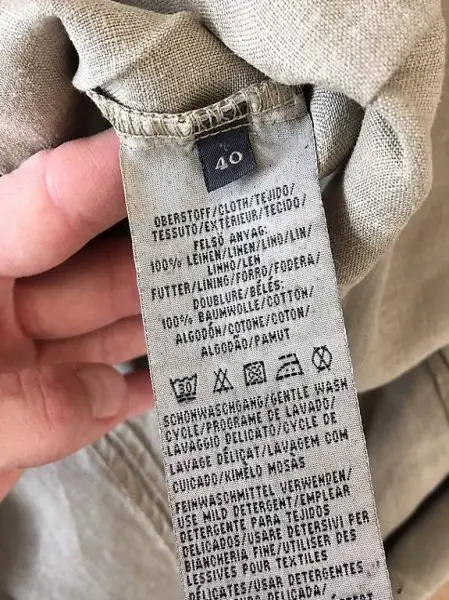 40
OBERSTOFF/CLOTH/TEJIDO/
TESSUTO/EXTÉRIEUR/TECIDO/
FELSŐ ANYAG:
100% LEINEN/LINEN/LINO/LIN/
LINHO/LEN
FUTTER/LINING/FORRO/FODERA/
DOUBLURE/BÉLÉS:
100% BAUMWOLLE/COTTON/
ALGODÓN/COTONE/COTON/
ALGODÃO/PAMUT
30
SCHONWASCHGANG/GENTLE WASH
CYCLE/PROGRAMA DE LAVADO/
LAVAGGIO DELICATO/CYCLE DE
LAVAGE DÉLICAT/LAVAGEM COM
CUIDADO/KIMÉLŐ MOSÁS
FEINWASCHMITTEL VERWENDEN/
USE MILD DETERGENT/EMPLEAR
DETERGENTE PARA TEJIDOS
DELICADOS/USARE DETERSIVI PER
BIANCHERIA FINE/UTILISER DES
LESSIVES POUR TEXTILES
DÉLICATES/USAR DETERGENTES